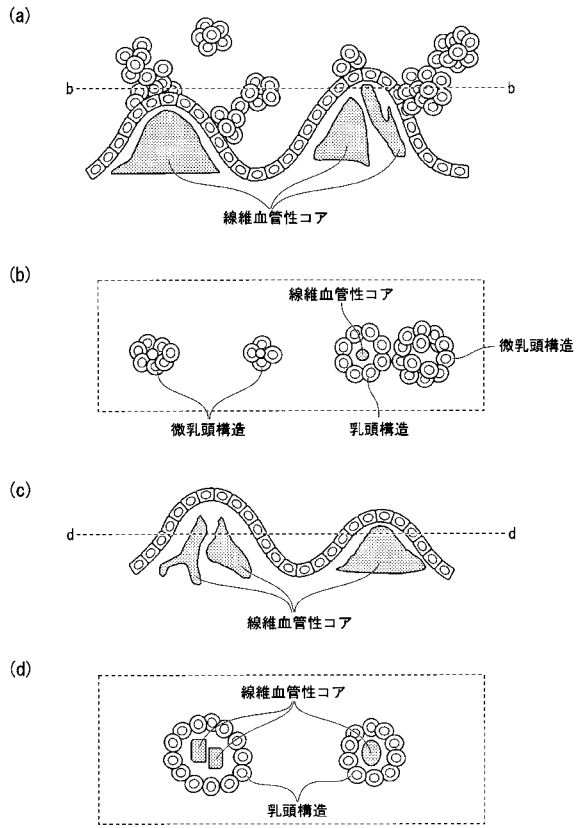 (a)
b b
線維血管性コア
(b)
線維血管性コア
微乳頭構造
微乳頭構造 乳頭構造
(c)
d d
線維血管性コア
(d)
線維血管性コア
乳頭構造